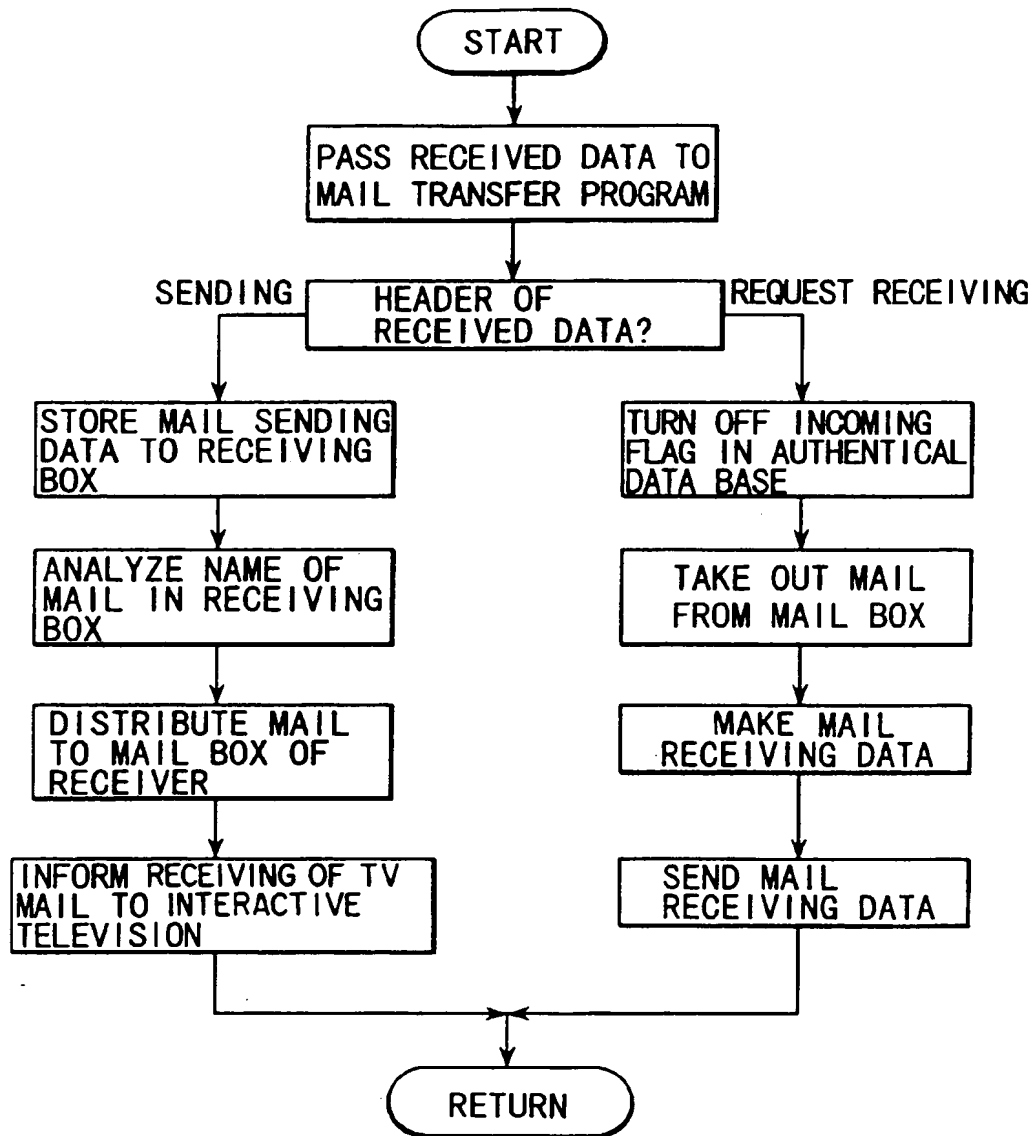 START
PASS RECEIVED DATA TO
MAIL TRANSFER PROGRAM
SENDING
HEADER OF
RECEIVED DATA?
REQUEST RECEIVING
STORE MAIL SENDING
DATA TO RECEIVING
BOX
ANALYZE NAME OF
MAIL IN RECEIVING
BOX
DISTRIBUTE MAIL
TO MAIL BOX OF
RECEIVER
INFORM RECEIVING OF TV
MAIL TO INTERACTIVE
TELEVISION
TURN OFF INCOMING
FLAG IN AUTHENTICAL
DATA BASE
TAKE OUT MAIL
FROM MAIL BOX
MAKE MAIL
RECEIVING DATA
SEND MAIL
RECEIVING DATA
RETURN